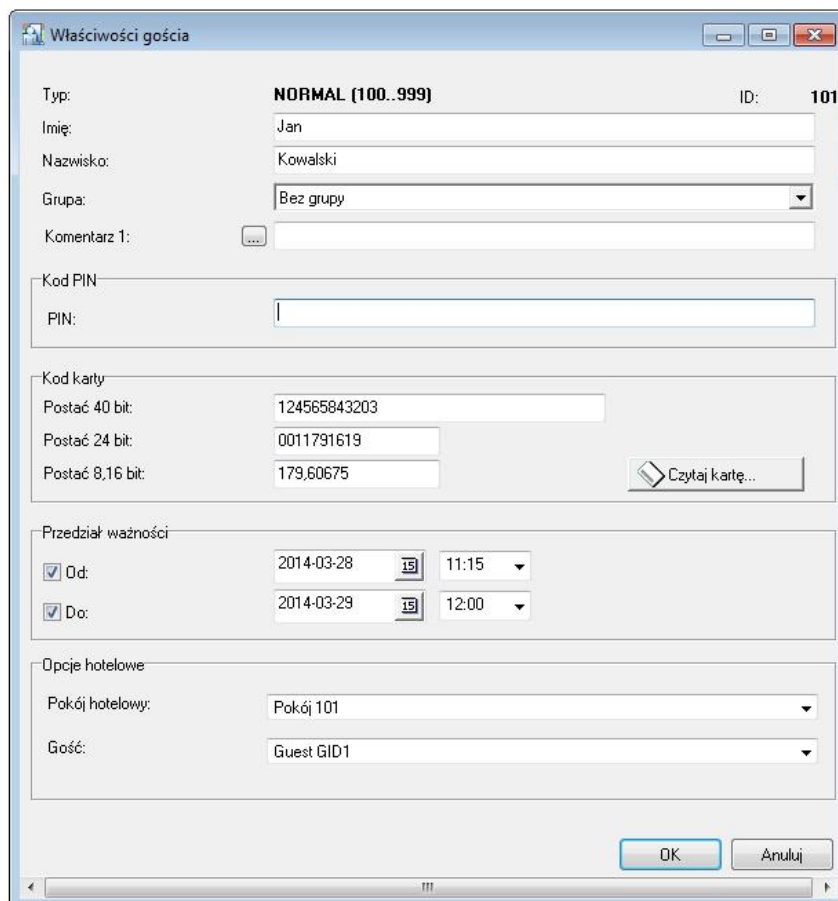 Właściwości gościa
Typ: NORMAL (100..999) ID: 101
Imię: Jan
Nazwisko: Kowalski
Grupa: Bez grupy
Komentarz 1: ...
Kod PIN
PIN:
Kod karty
Postać 40 bit: 124565843203
Postać 24 bit: 0011791619
Postać 8,16 bit: 179,60675 Czytaj kartę...
Przedział ważności
Od: 2014-03-28 15 11:15
Do: 2014-03-29 15 12:00
Opcje hotelowe
Pokój hotelowy: Pokój 101
Gość: Guest GID1
OK Anuluj